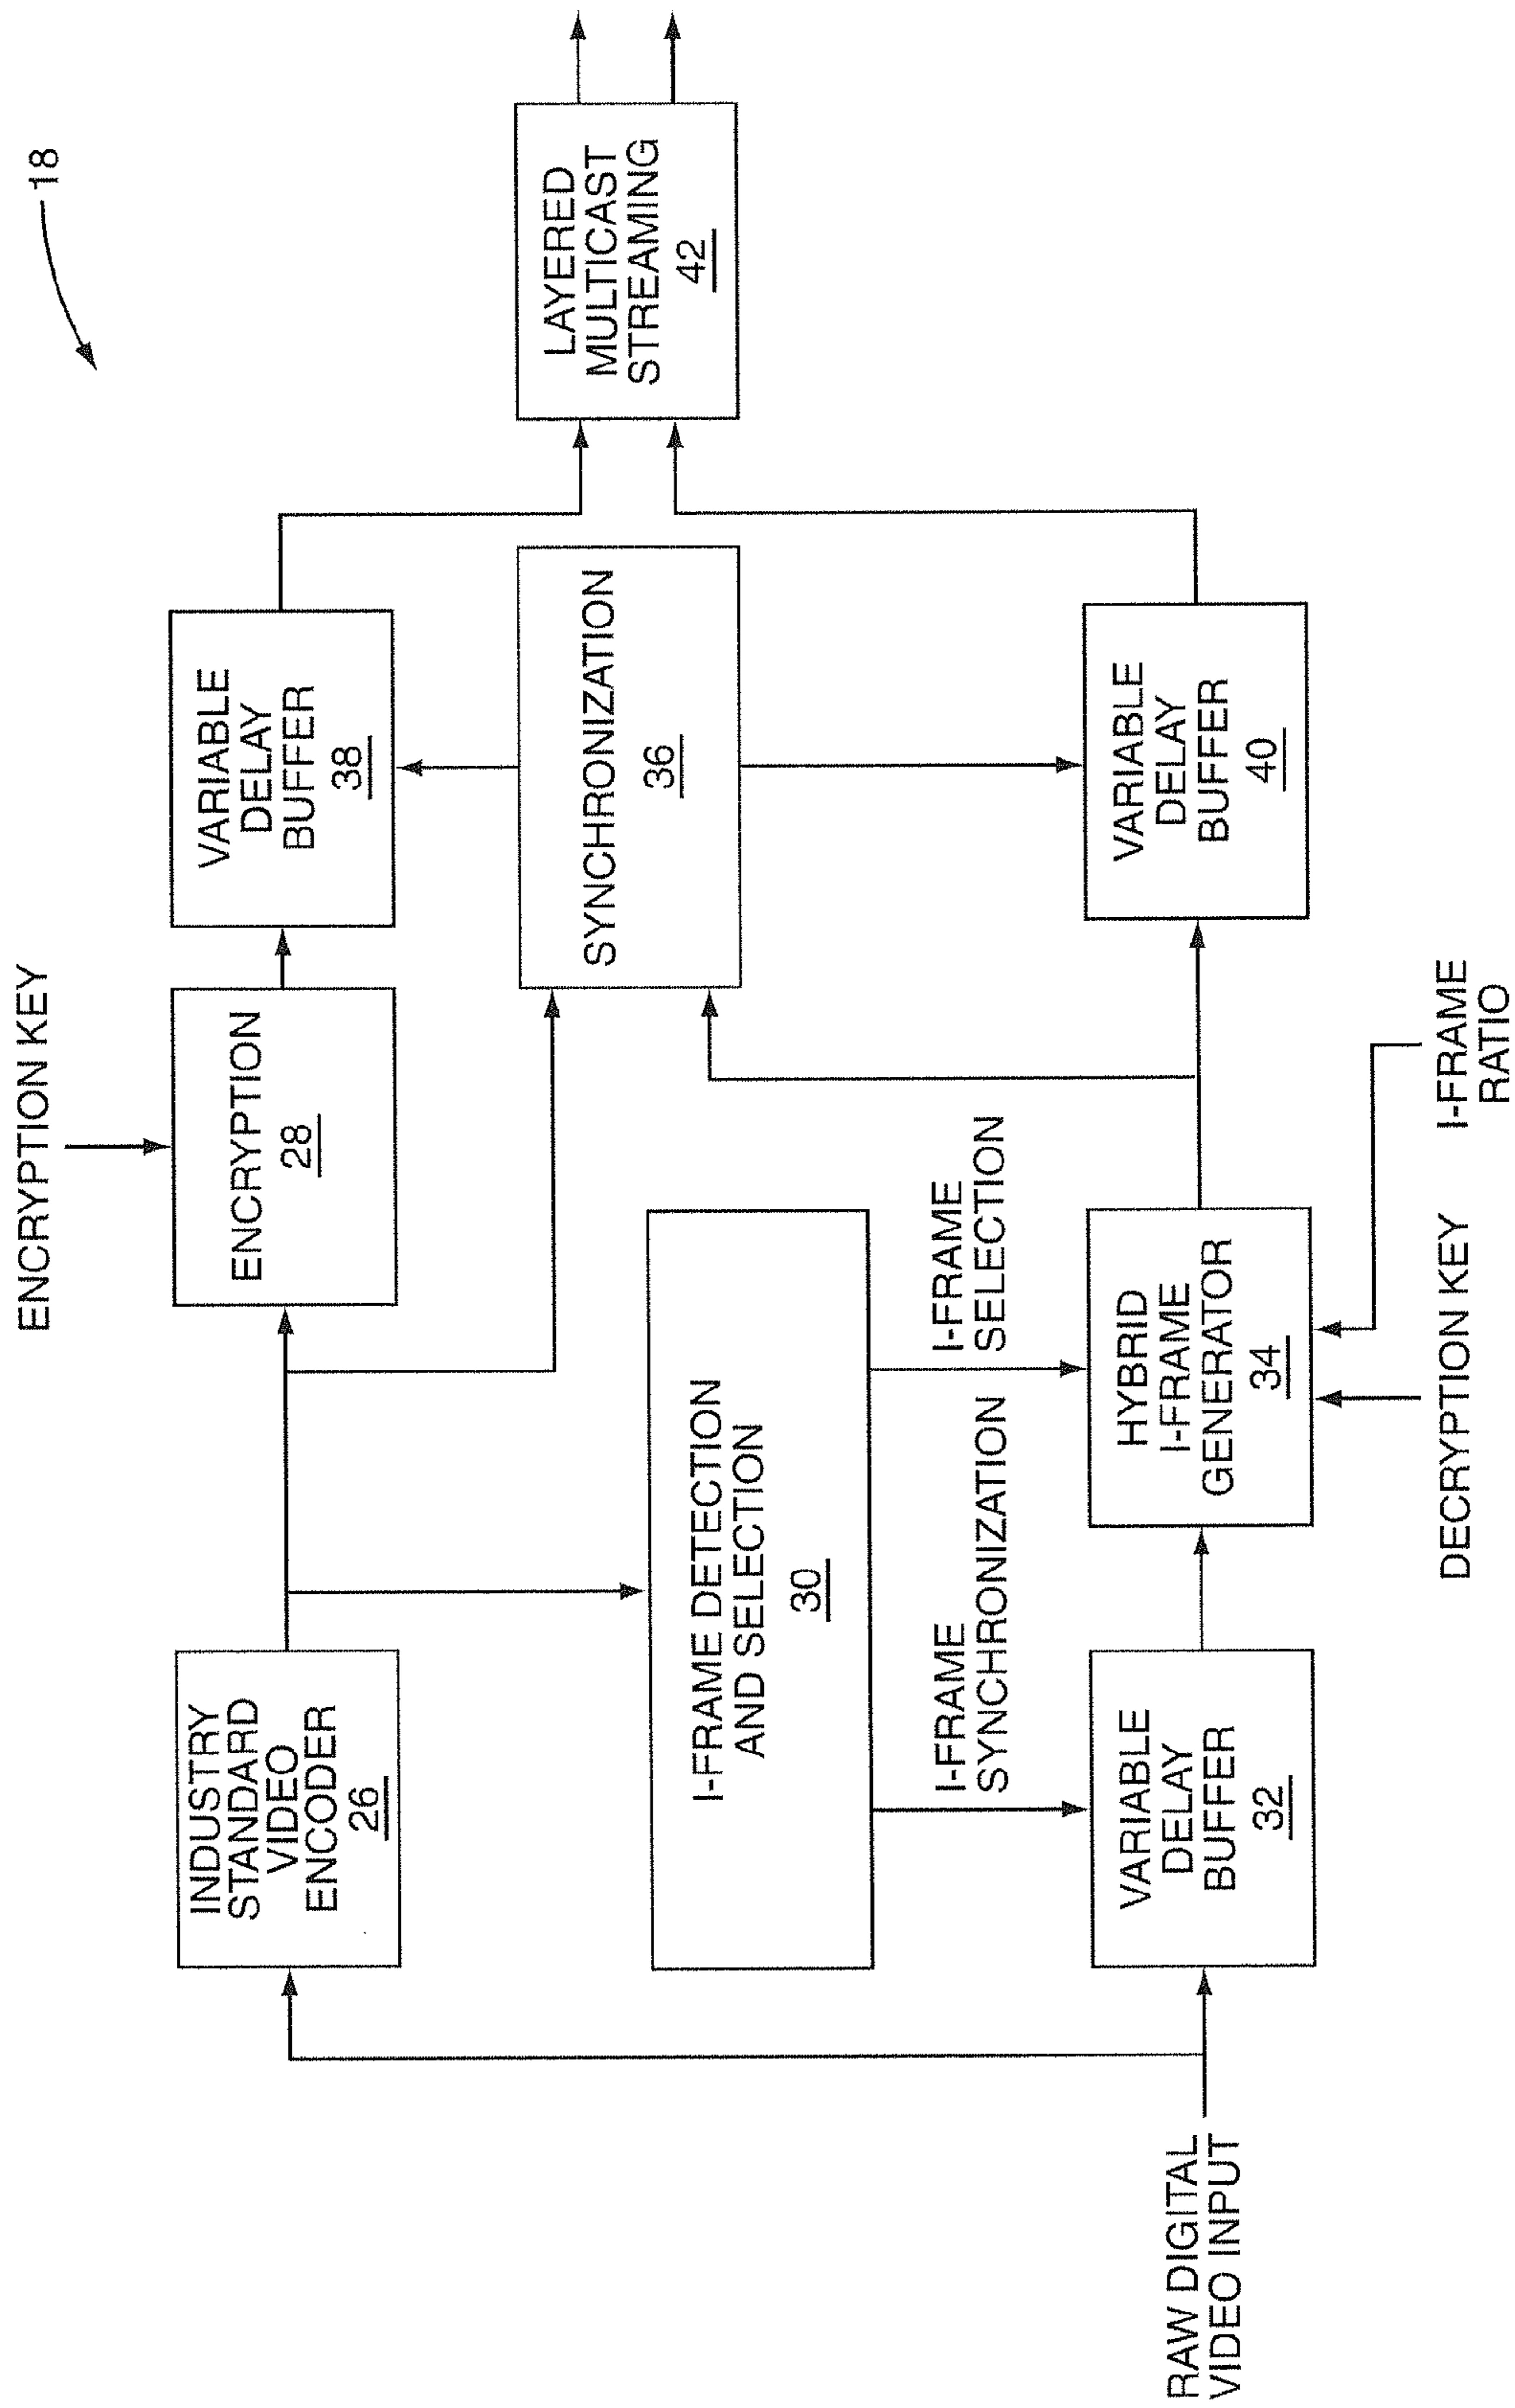 18
ENCRYPTION KEY
INDUSTRY
STANDARD
VIDEO
ENCODER
26
ENCRYPTION
28
VARIABLE
DELAY
BUFFER
38
LAYERED
MULTICAST
STREAMING
42
SYNCHRONIZATION
36
I-FRAME DETECTION
AND SELECTION
30
I-FRAME
SYNCHRONIZATION
I-FRAME
SELECTION
VARIABLE
DELAY
BUFFER
32
HYBRID
I-FRAME
GENERATOR
34
VARIABLE
DELAY
BUFFER
40
RAW DIGITAL
VIDEO INPUT
DECRYPTION KEY
I-FRAME
RATIO